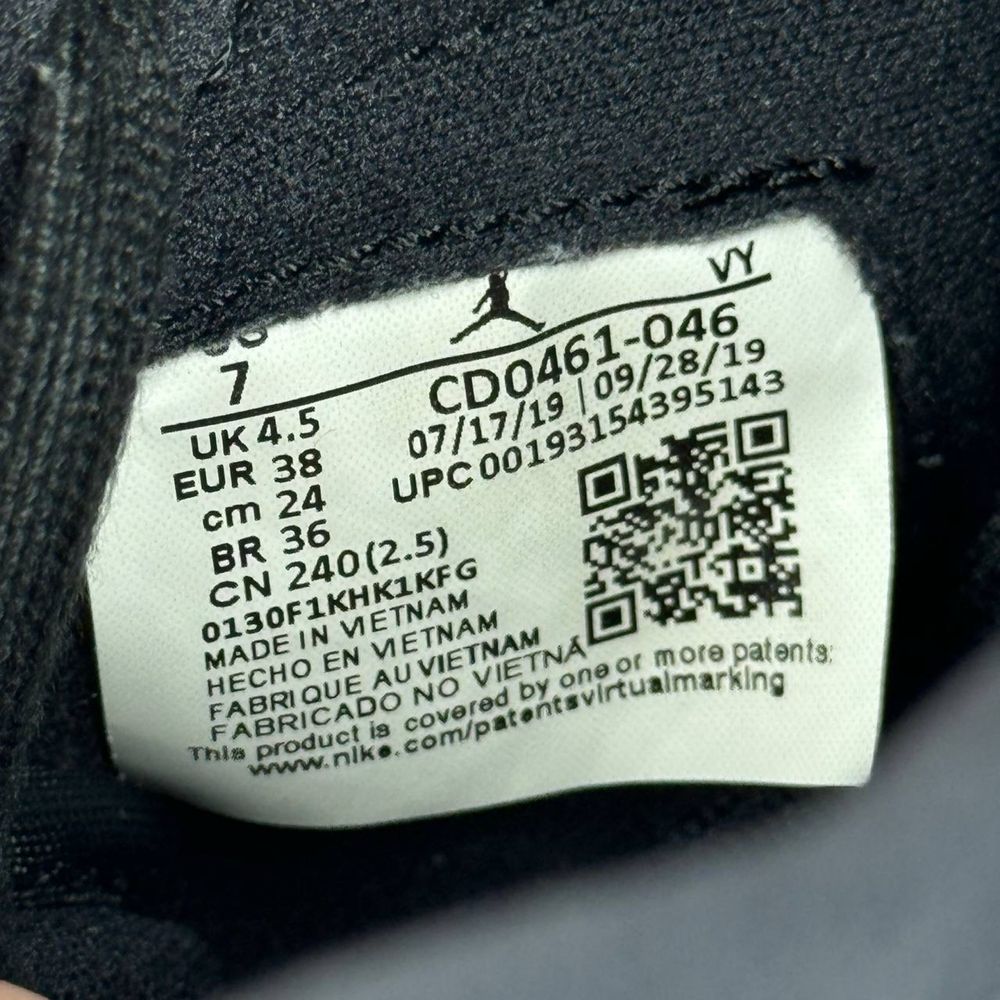 VY
7
CD0461-046
07/17/19 | 09/28/19
UPC 00193154395143
UK 4.5
EUR 38
cm 24
BR 36
CN 240(2.5)
0130F1KHK1KFG
MADE IN VIETNAM
HECHO EN VIETNAM
FABRIQUE AU VIETNAM
FABRICADO NO VIETNÃ
This product is covered by one or more patents:
www.nike.com/patentsvirtualmarking